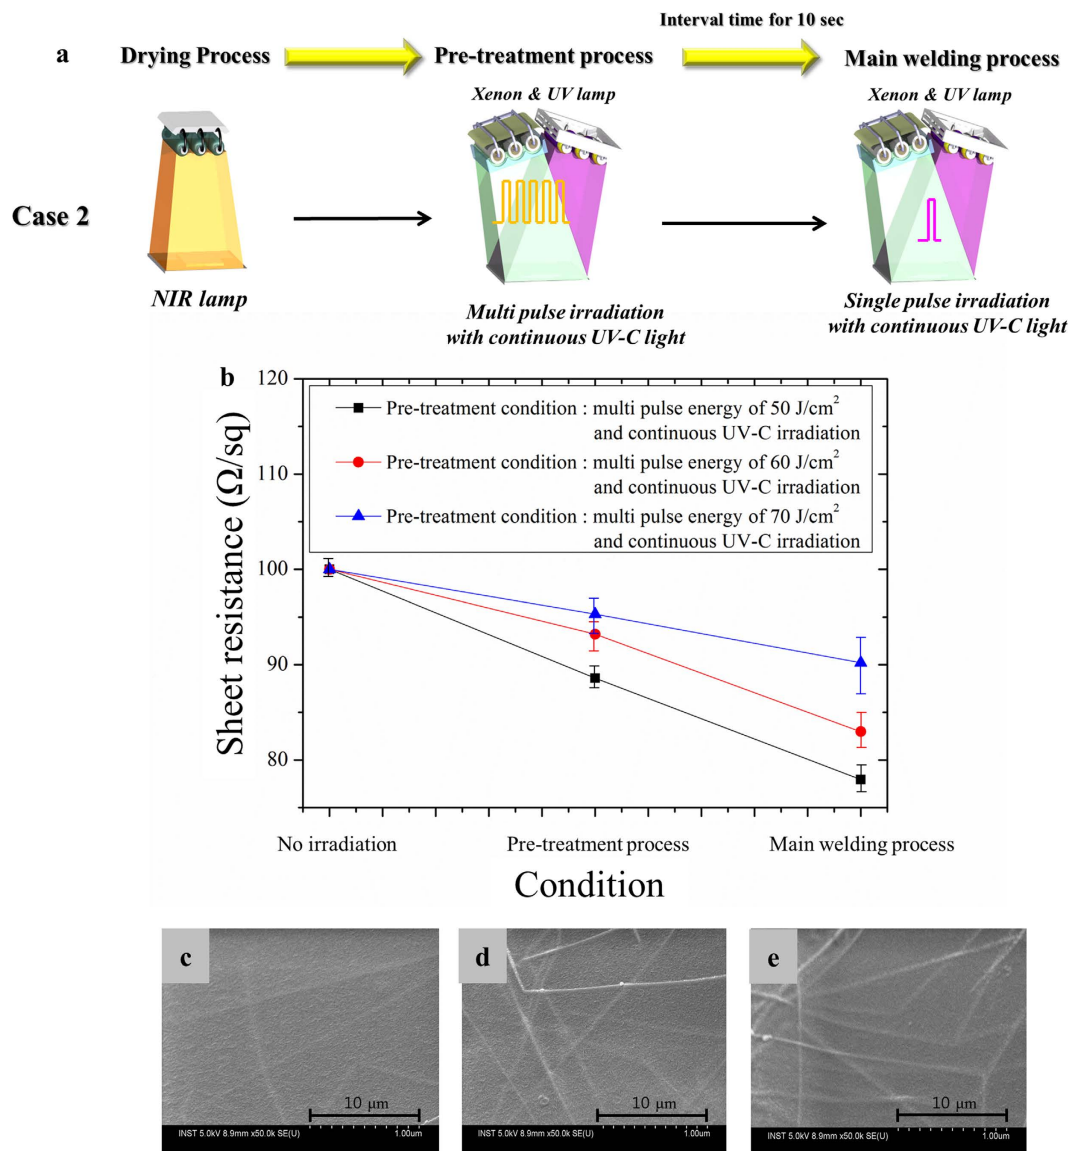 Interval time for 10 sec
a
Drying Process
Pre-treatment process
Main welding process
Xenon & UV lamp
Xenon & UV lamp
Case 2
NIR lamp
Multi pulse irradiation
with continuous UV-C light
Single pulse irradiation
with continuous UV-C light
b
120
110
100
90
80
Sheet resistance (Ω/sq)
Pre-treatment condition : multi pulse energy of 50 J/cm²
and continuous UV-C irradiation
Pre-treatment condition : multi pulse energy of 60 J/cm²
and continuous UV-C irradiation
Pre-treatment condition : multi pulse energy of 70 J/cm²
and continuous UV-C irradiation
No irradiation
Pre-treatment process
Main welding process
Condition
c
10 μm
INST 5.0kV 8.9mm x50.0k SE(U)
1.00um
d
10 μm
INST 5.0kV 8.9mm x50.0k SE(U)
1.00um
e
10 μm
INST 5.0kV 8.9mm x50.0k SE(U)
1.00um